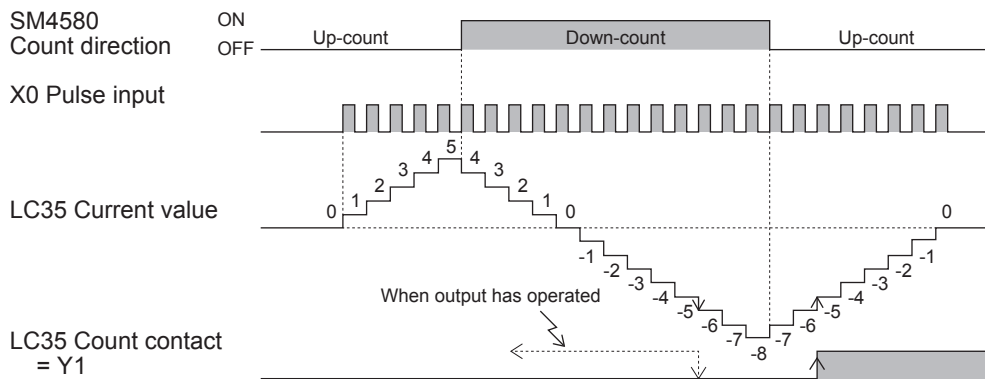 SM4580
Count direction
ON
OFF
Up-count
Down-count
Up-count
X0 Pulse input
LC35 Current value
0
1
2
3
4
5
4
3
2
1
0
-1
-2
-3
-4
-5
-6
-7
-8
-7
-6
-5
-4
-3
-2
-1
0
When output has operated
LC35 Count contact
= Y1